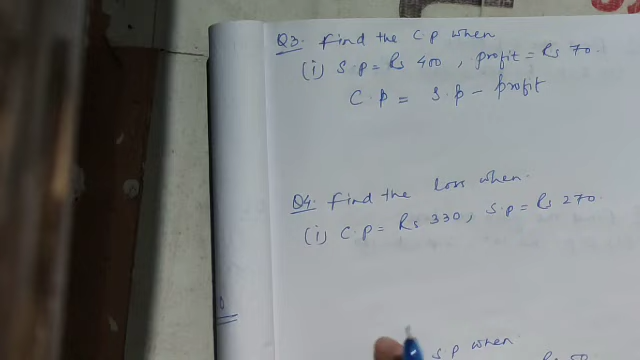 Q3. Find the C p when
(i) S.p = Rs 400, profit = Rs 70.
C.p = S.p - profit
Q4. Find the Loss when.
(i) C.p = Rs 330, S.p = Rs 270.
S p when.